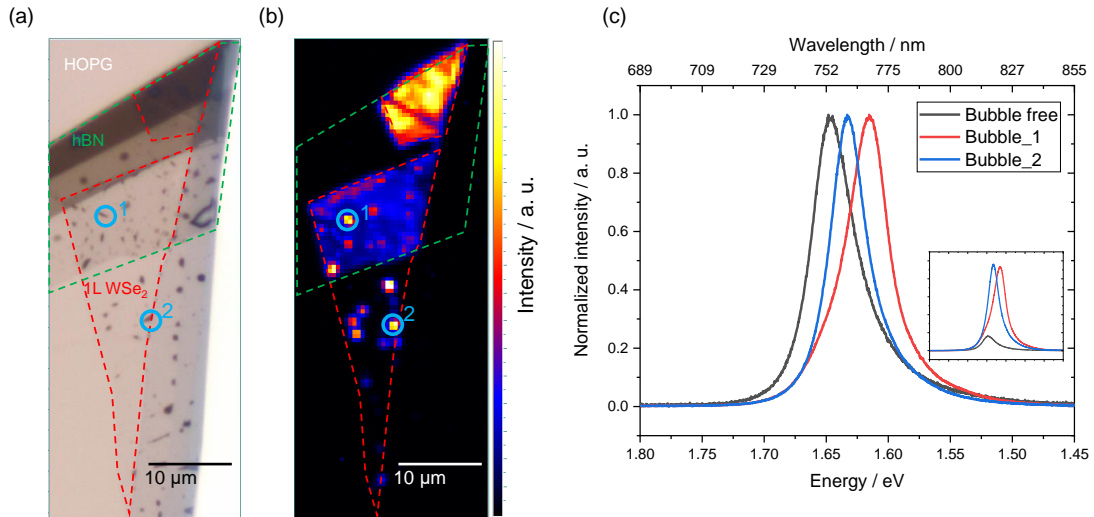 (a)
HOPG
hBN
1
1L WSe₂
2
10 µm
(b)
1
2
10 µm
Intensity / a. u.
(c)
Wavelength / nm
689 709 729 752 775 800 827 855
Normalized intensity / a. u.
1.0
0.8
0.6
0.4
0.2
0.0
Bubble free
Bubble_1
Bubble_2
1.80 1.75 1.70 1.65 1.60 1.55 1.50 1.45
Energy / eV